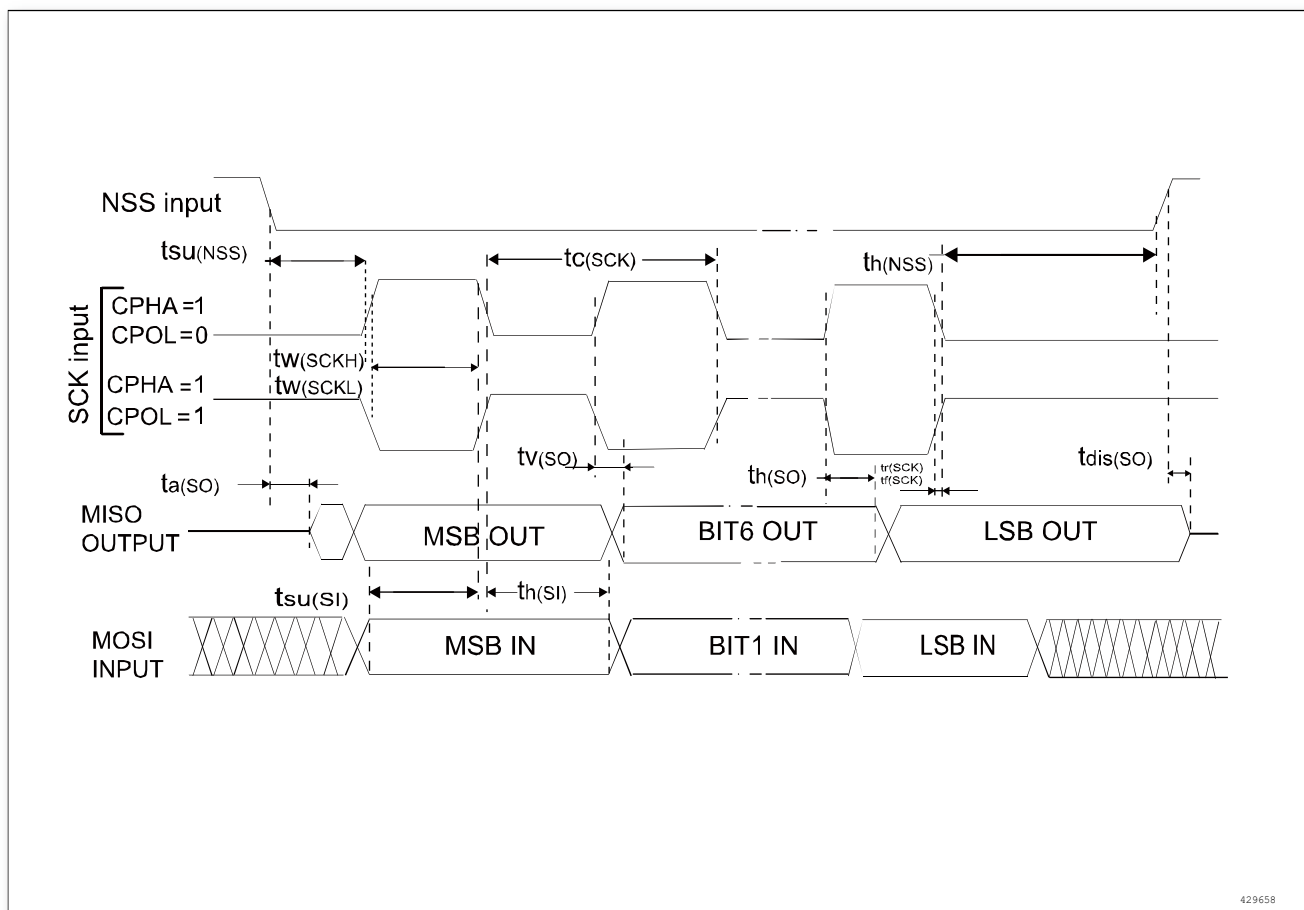 NSS input
tsu(NSS)
tC(SCK)
th(NSS)
SCK input
CPHA =1
CPOL =0
tw(SCKH)
CPHA =1
tw(SCKL)
CPOL =1
tv(SO)
th(SO)
tr(SCK)
tf(SCK)
tdis(SO)
ta(SO)
MISO
OUTPUT
MSB OUT
BIT6 OUT
LSB OUT
tsu(SI)
th(SI)
MOSI
INPUT
MSB IN
BIT1 IN
LSB IN
429658